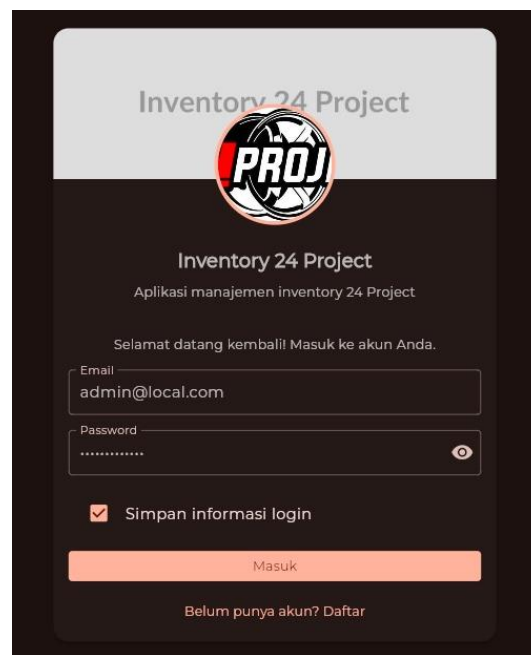 Inventory 24 Project
PROJ
Inventory 24 Project
Aplikasi manajemen inventory 24 Project
Selamat datang kembali! Masuk ke akun Anda.
Email
admin@local.com
Password
•••••••••••••
Simpan informasi login
Masuk
Belum punya akun? Daftar